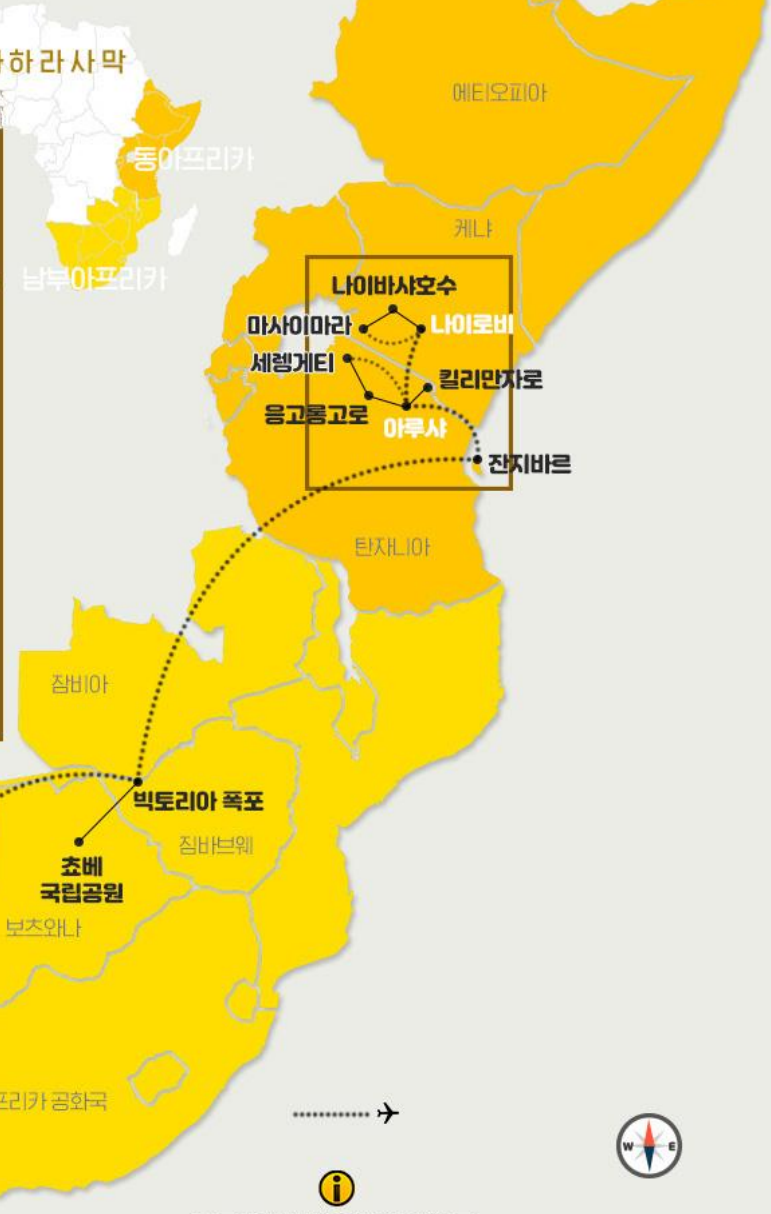 하라사막
동아프리카
남부아프리카
에티오피아
케냐
나이바샤호수
마사이마라
나이로비
세렝게티
킬리만자로
응고롱고로
아루샤
잔지바르
탄자니아
잠비아
빅토리아 폭포
짐바브웨
쵸베
국립공원
보츠와나
프리카 공화국
W E
i